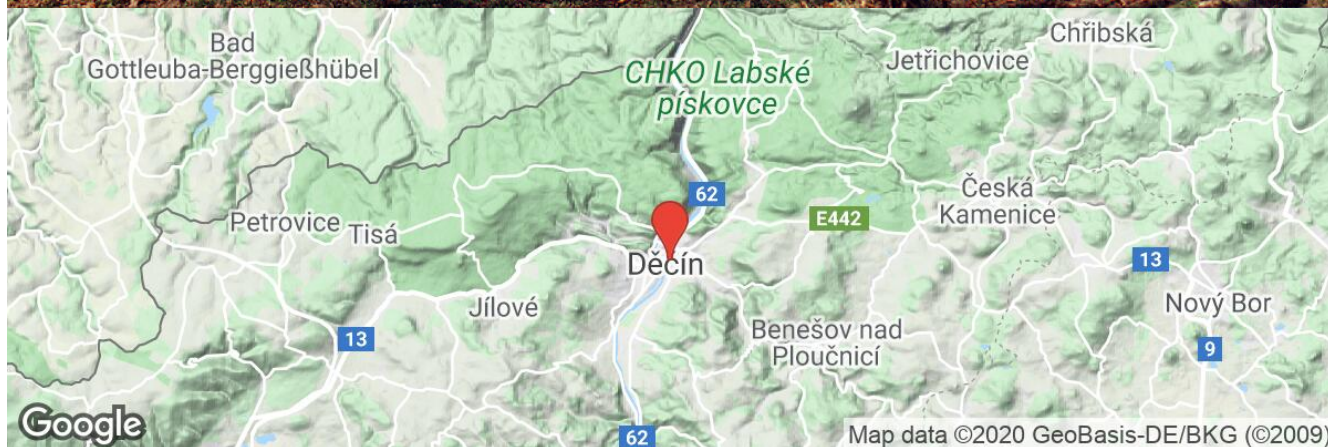 Bad
Gottleuba-Berggießhübel
Chřibská
Jetřichovice
CHKO Labské
pískovce
62
Česká
Kamenice
E442
Petrovice
Tisá
Děčín
13
Jílové
Nový Bor
Benešov nad
Ploučnicí
13
9
Google
62
Map data ©2020 GeoBasis-DE/BKG (©2009)